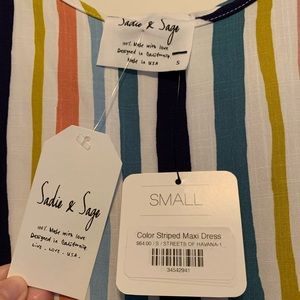 Sadie & Sage
100% Made with love
Designed in California
Made in USA
S
Sadie & Sage
100% Made with love
Designed in California
USA.
SMALL
Color Striped Maxi Dress
$64.00 / S / STREETS OF HAVANA-1
34542941